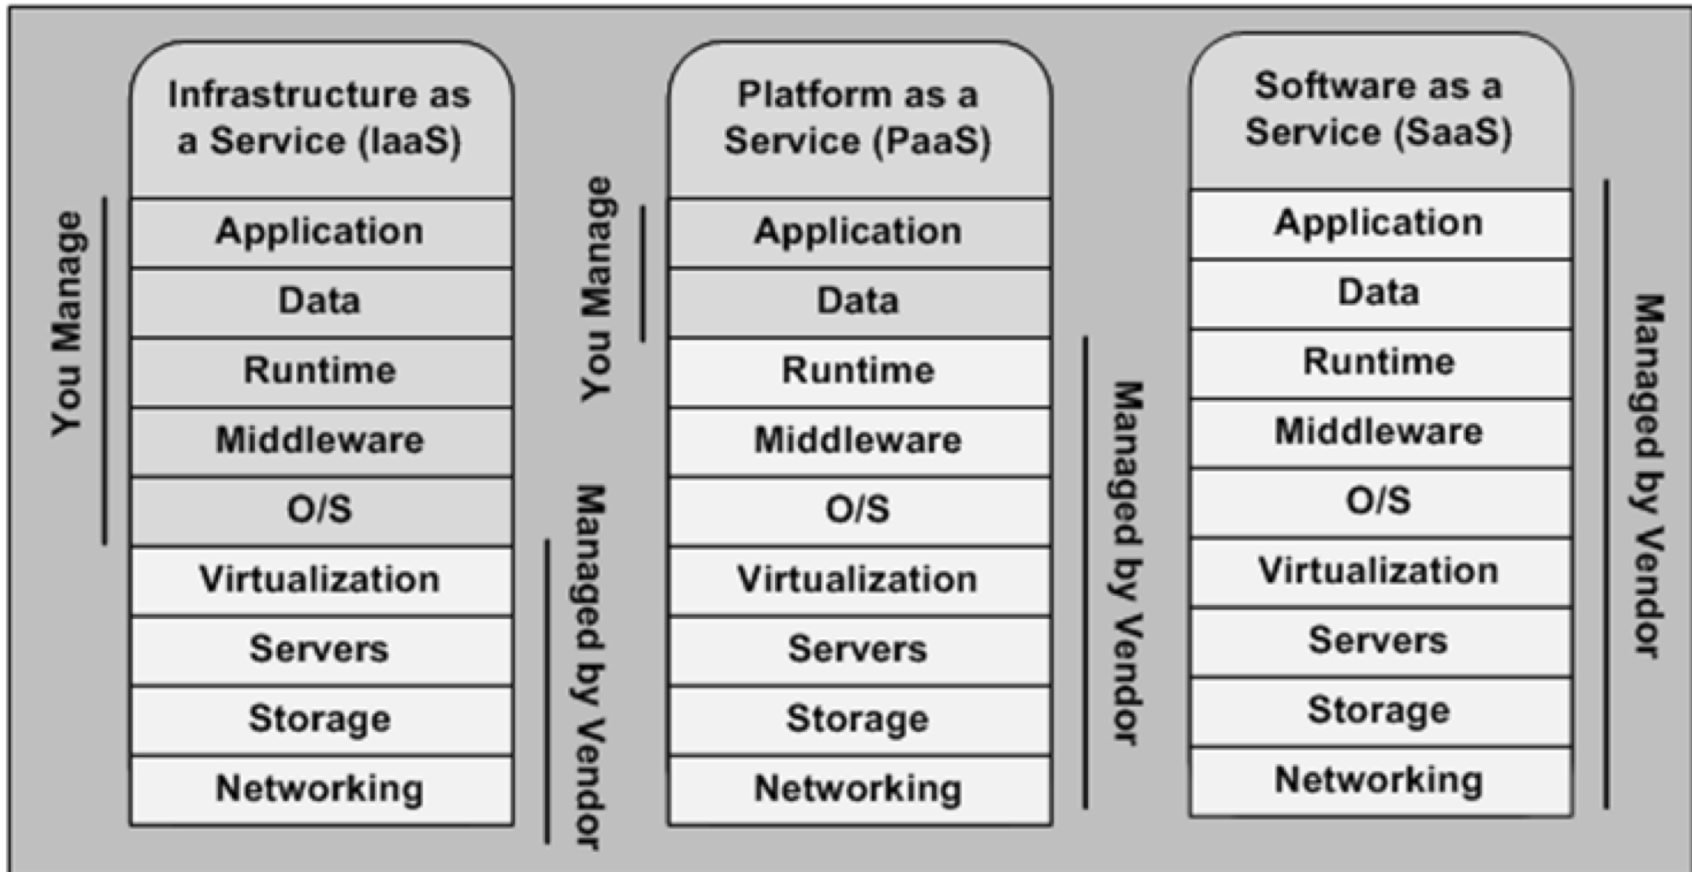 Infrastructure as
a Service (IaaS)
You Manage
Application
Data
Runtime
Middleware
O/S
Virtualization
Servers
Storage
Networking
Managed by Vendor
Platform as a
Service (PaaS)
You Manage
Application
Data
Runtime
Middleware
O/S
Virtualization
Servers
Storage
Networking
Managed by Vendor
Software as a
Service (SaaS)
Application
Data
Runtime
Middleware
O/S
Virtualization
Servers
Storage
Networking
Managed by Vendor